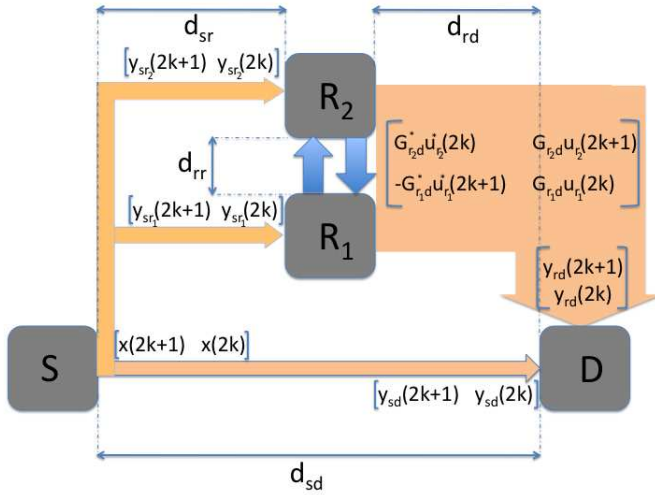 d_sr d_rd
[y_sr₂(2k+1) y_sr₂(2k)]
R₂
G*_r₂d u*_r₂(2k) G_r₂d u_r₂(2k+1)
d_rr
-G*_r₁d u*_r₁(2k+1) G_r₁d u_r₁(2k)
[y_sr₁(2k+1) y_sr₁(2k)]
R₁
y_rd(2k+1)
y_rd(2k)
[x(2k+1) x(2k)]
S
D
[y_sd(2k+1) y_sd(2k)]
d_sd